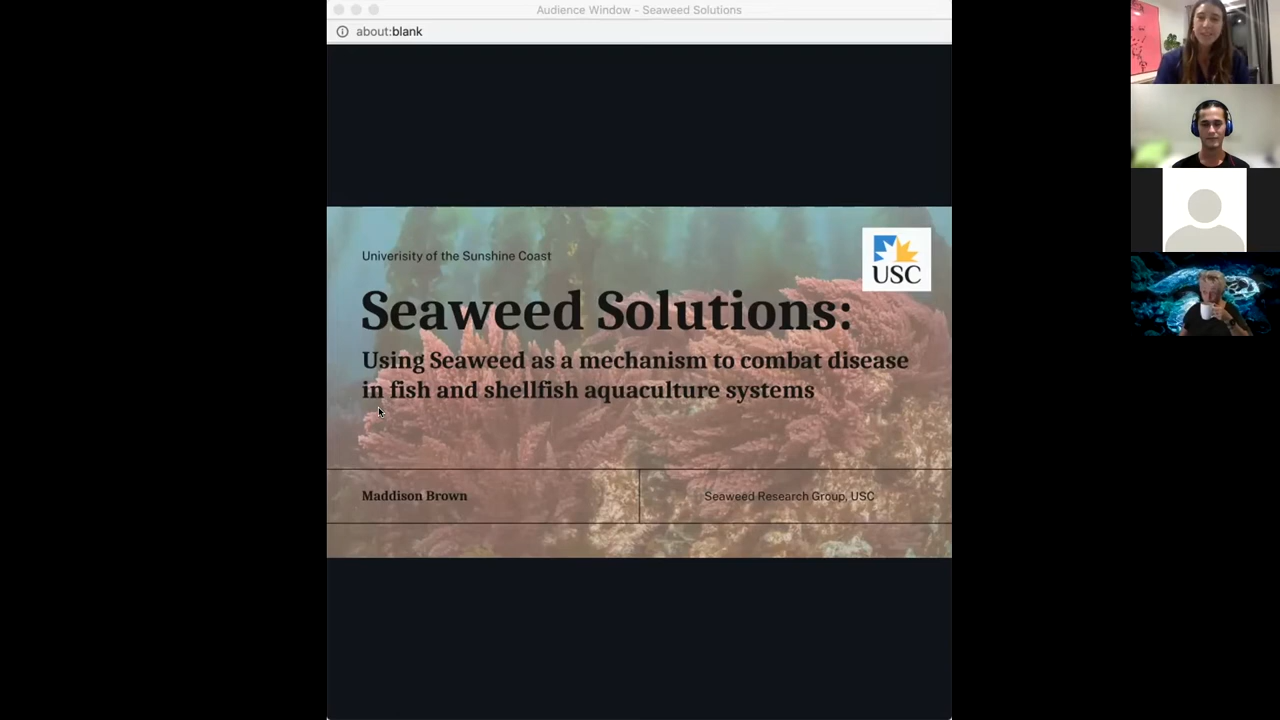 Audience Window - Seaweed Solutions
about:blank
Univerisity of the Sunshine Coast
USC
Seaweed Solutions:
Using Seaweed as a mechanism to combat disease
in fish and shellfish aquaculture systems
Maddison Brown
Seaweed Research Group, USC